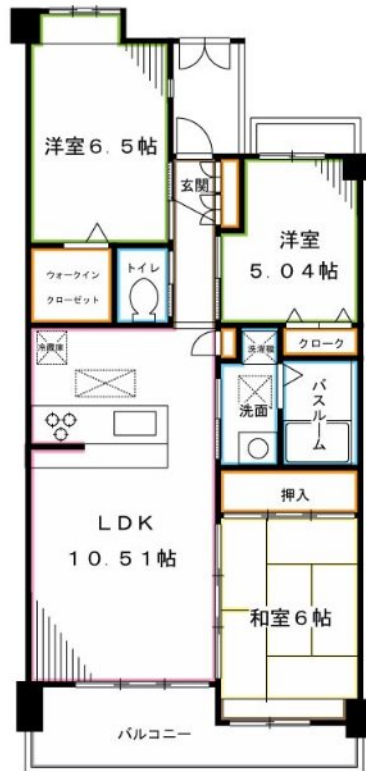 洋室6.5帖
玄関
洋室
5.04帖
ウォークイン
クローゼット
トイレ
冷蔵庫
洗濯機
クローク
洗面
バスルーム
押入
LDK
10.51帖
和室6帖
バルコニー